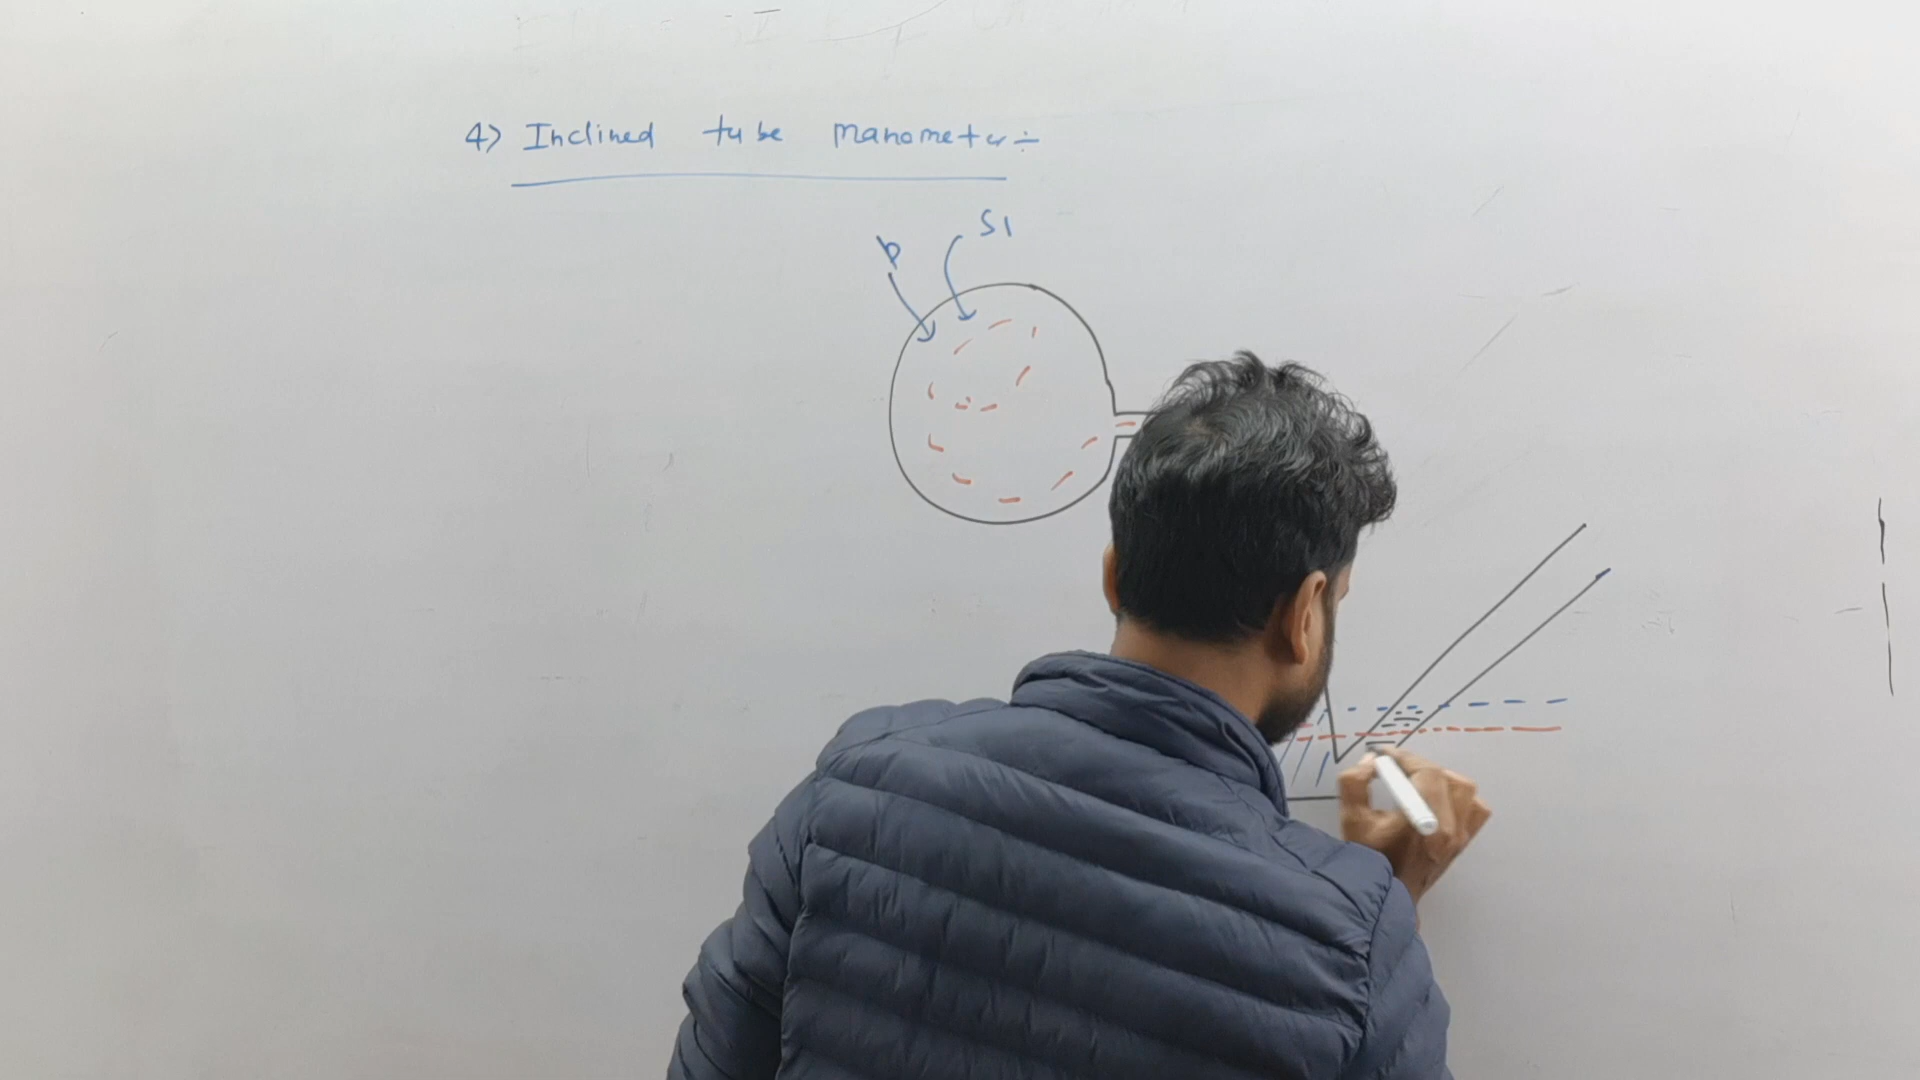 4) Inclined tube Manometer :-
S1
p